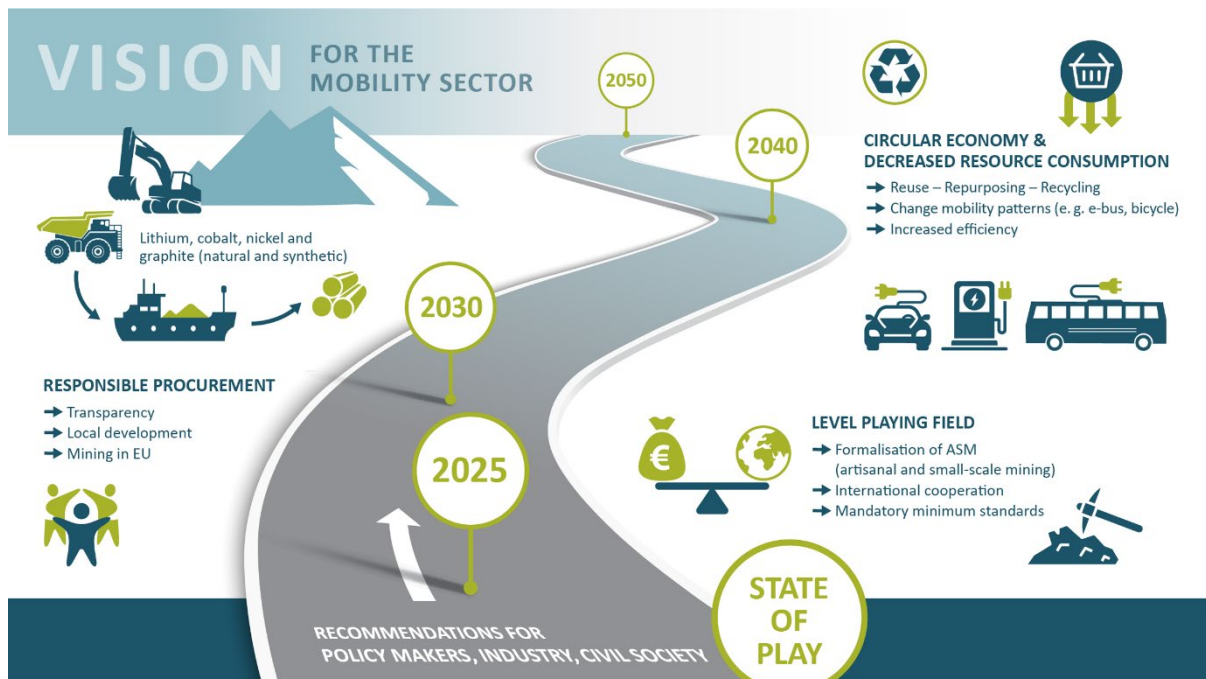 VISION FOR THE
MOBILITY SECTOR
2050
2040
2030
2025
Lithium, cobalt, nickel and
graphite (natural and synthetic)
RESPONSIBLE PROCUREMENT
➔ Transparency
➔ Local development
➔ Mining in EU
CIRCULAR ECONOMY &
DECREASED RESOURCE CONSUMPTION
➔ Reuse – Repurposing – Recycling
➔ Change mobility patterns (e. g. e-bus, bicycle)
➔ Increased efficiency
LEVEL PLAYING FIELD
➔ Formalisation of ASM
(artisanal and small-scale mining)
➔ International cooperation
➔ Mandatory minimum standards
€
RECOMMENDATIONS FOR
POLICY MAKERS, INDUSTRY, CIVIL SOCIETY
STATE
OF
PLAY